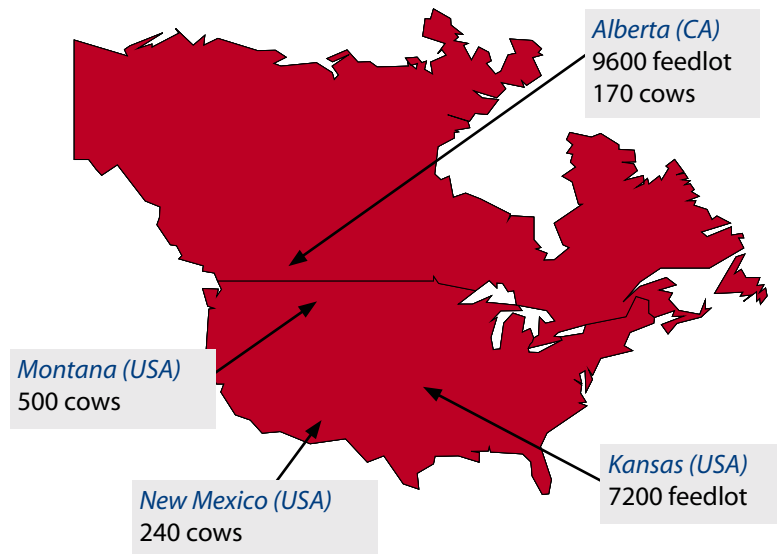 Alberta (CA)
9600 feedlot
170 cows
Montana (USA)
500 cows
Kansas (USA)
7200 feedlot
New Mexico (USA)
240 cows